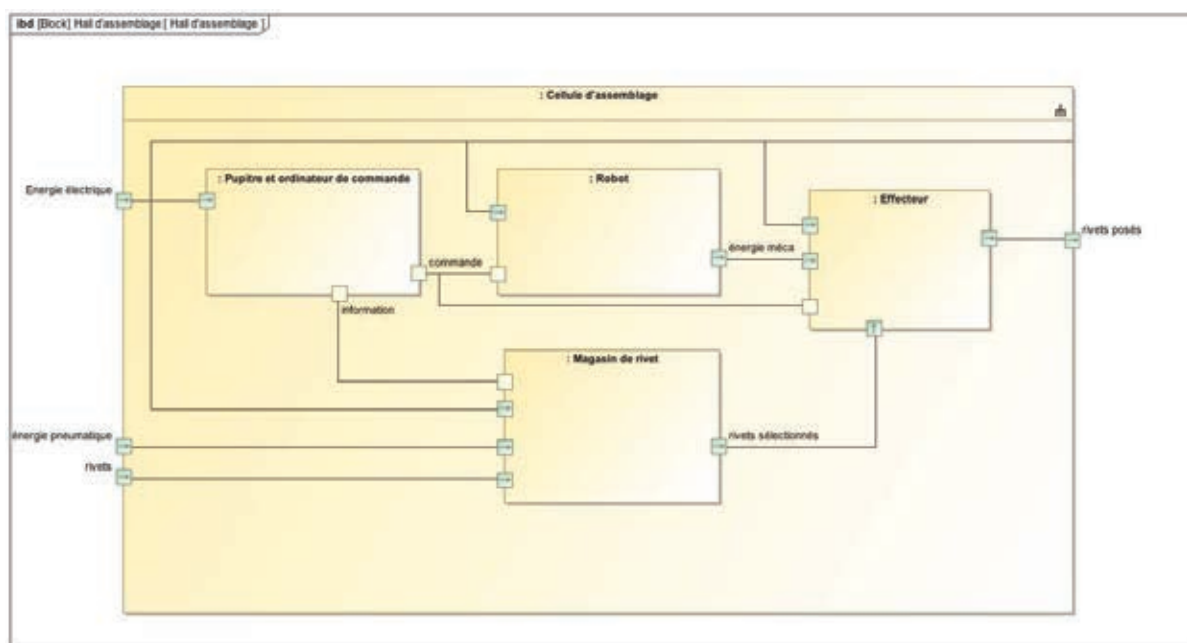 ibd [Block] Hall d'assemblage [ Hall d'assemblage ]
: Cellule d'assemblage
: Pupitre et ordinateur de commande
: Robot
Energie électrique
: Effecteur
rivets posés
énergie méca
commande
information
: Magasin de rivet
énergie pneumatique
rivets sélectionnés
rivets